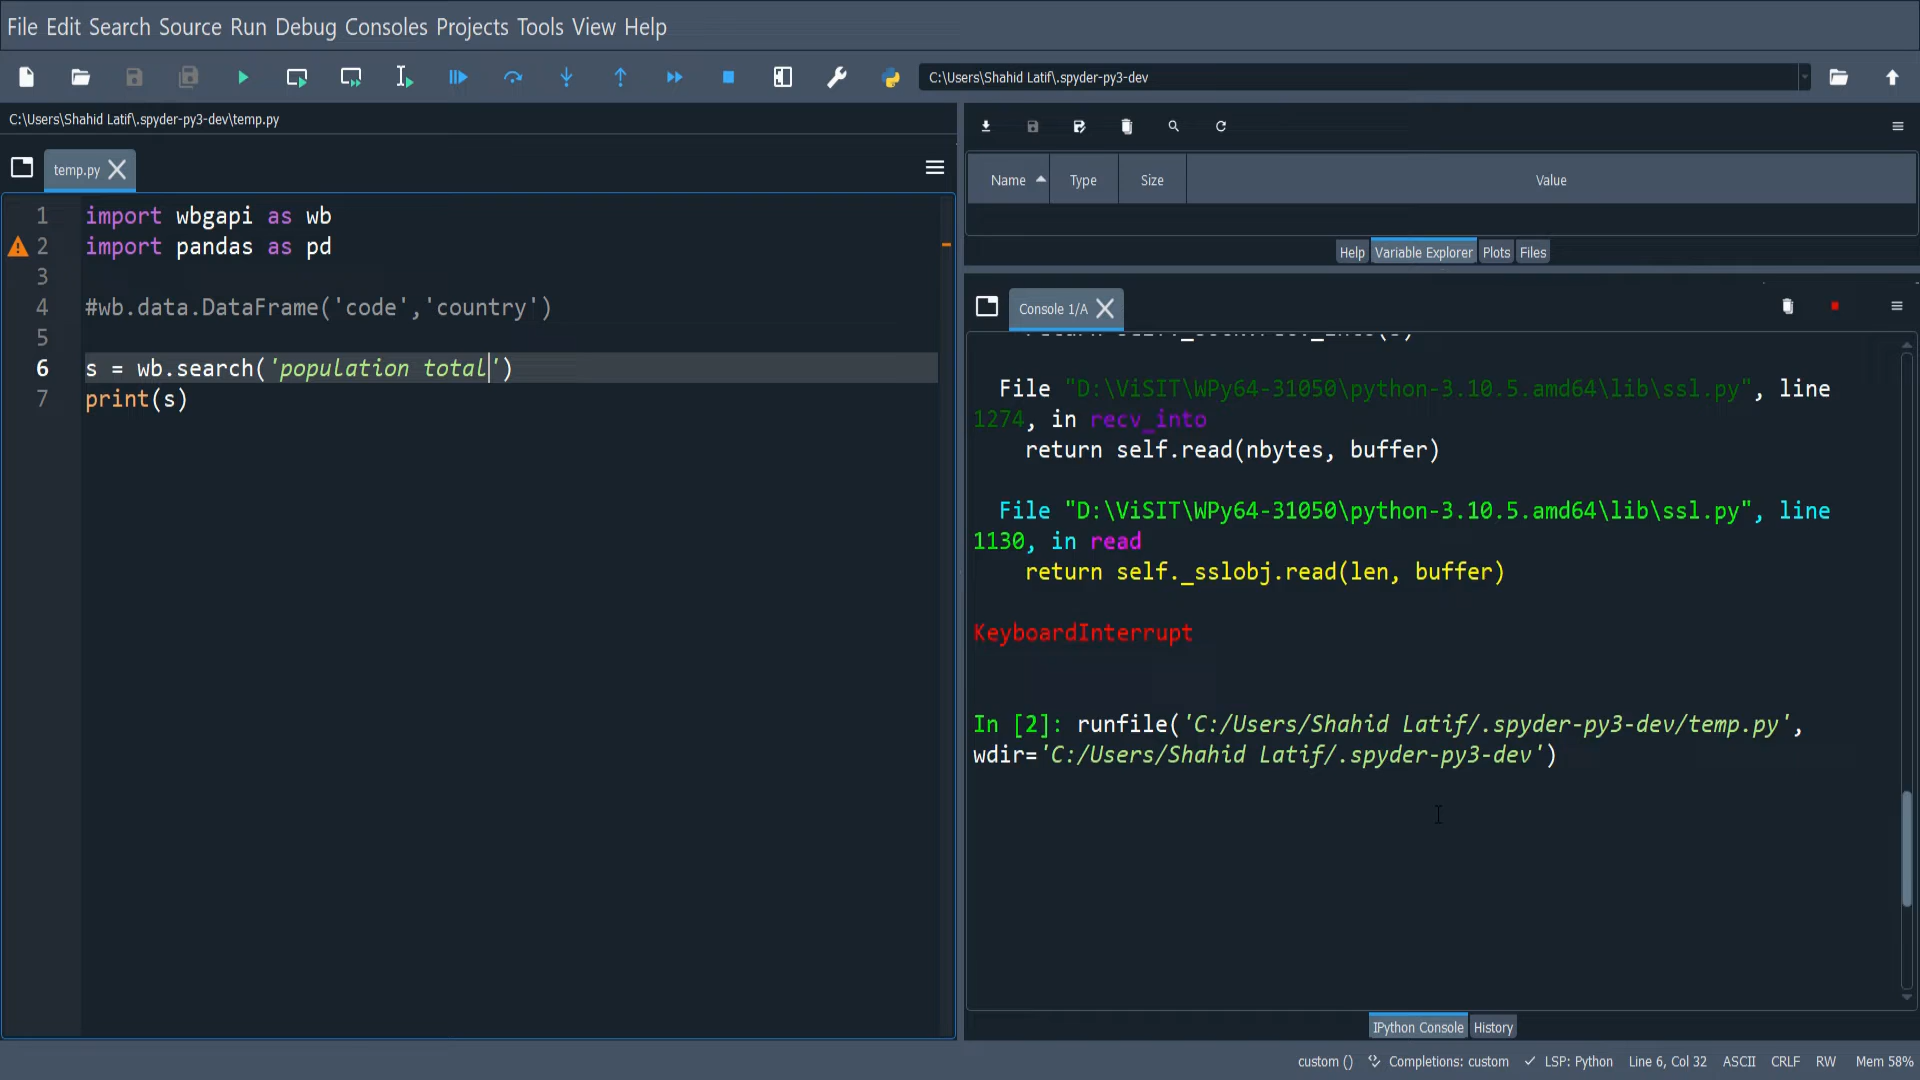 File Edit Search Source Run Debug Consoles Projects Tools View Help
C:\Users\Shahid Latif\.spyder-py3-dev
C:\Users\Shahid Latif\.spyder-py3-dev\temp.py
temp.py
1 import wbgapi as wb
2 import pandas as pd
3
4 #wb.data.DataFrame('code','country')
5
6 s = wb.search('population total')
7 print(s)
Name Type Size Value
Help Variable Explorer Plots Files
Console 1/A
File "D:\ViSIT\WPy64-31050\python-3.10.5.amd64\lib\ssl.py", line
1274, in recv_into
return self.read(nbytes, buffer)
File "D:\ViSIT\WPy64-31050\python-3.10.5.amd64\lib\ssl.py", line
1130, in read
return self._sslobj.read(len, buffer)
KeyboardInterrupt
In [2]: runfile('C:/Users/Shahid Latif/.spyder-py3-dev/temp.py',
wdir='C:/Users/Shahid Latif/.spyder-py3-dev')
IPython Console History
custom () Completions: custom LSP: Python Line 6, Col 32 ASCII CRLF RW Mem 58%